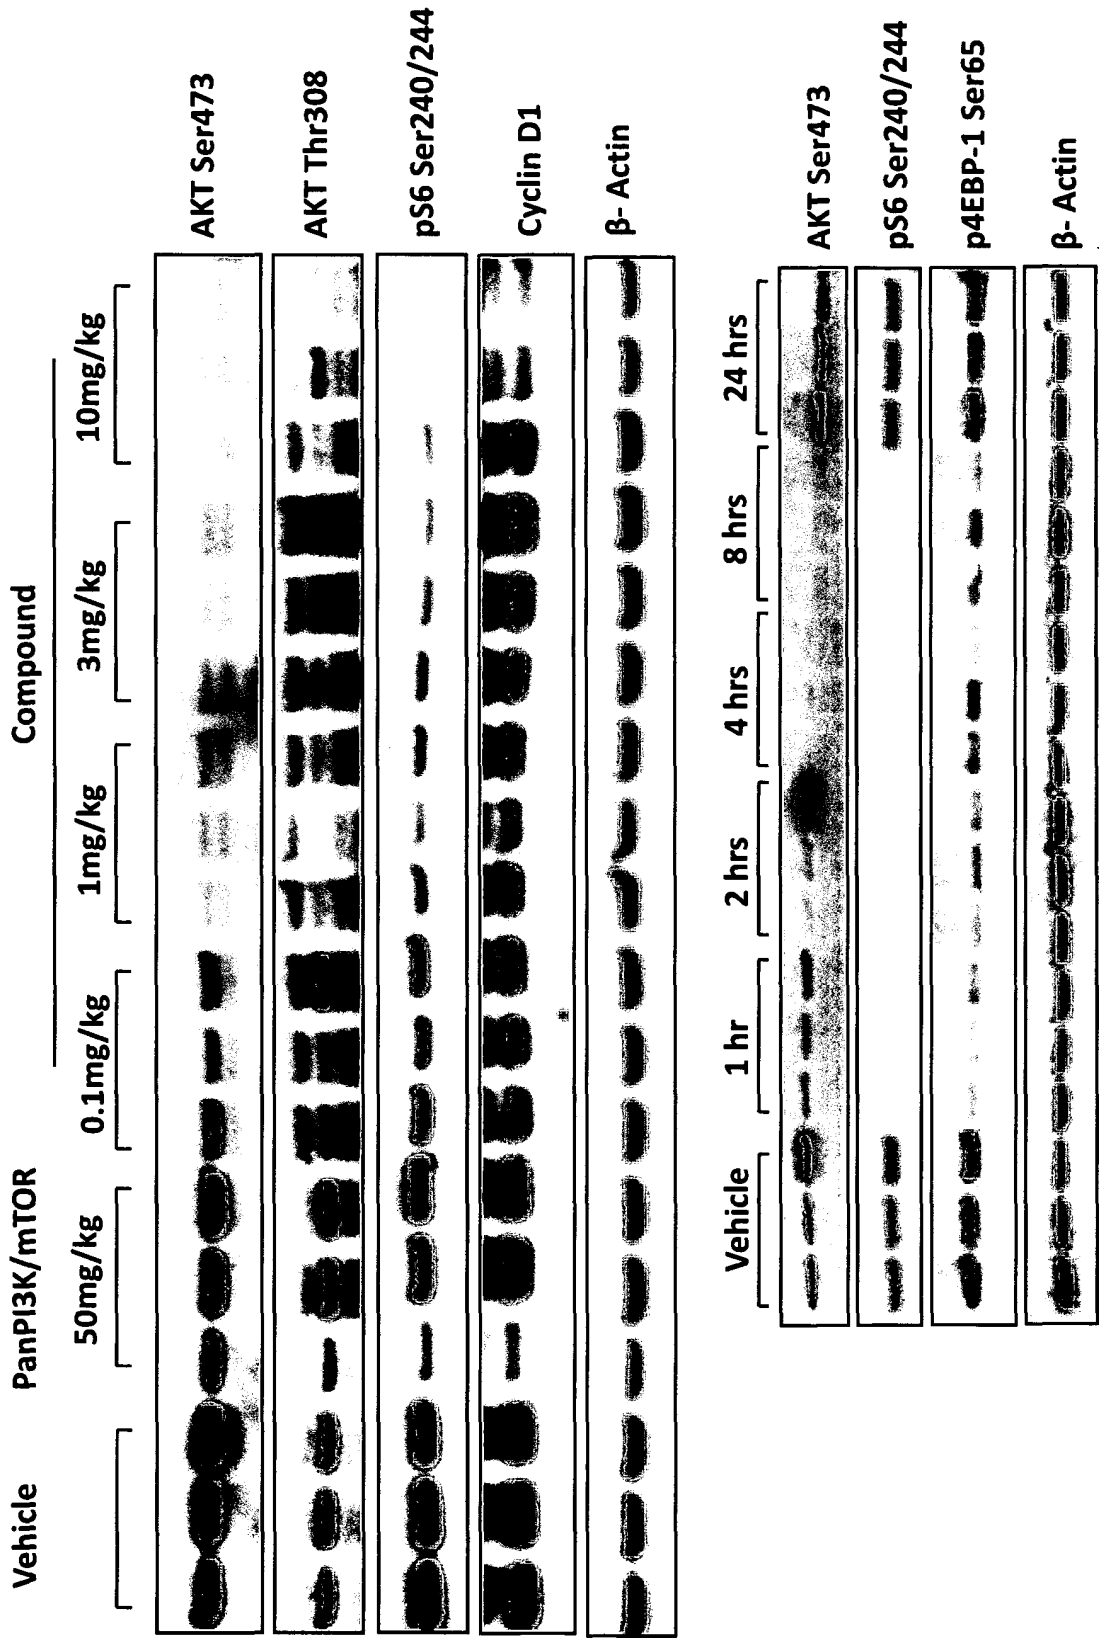 Vehicle PanPI3K/mTOR Compound
50mg/kg 0.1mg/kg 1mg/kg 3mg/kg 10mg/kg
AKT Ser473
AKT Thr308
pS6 Ser240/244
Cyclin D1
β- Actin
Vehicle 1 hr 2 hrs 4 hrs 8 hrs 24 hrs
AKT Ser473
pS6 Ser240/244
p4EBP-1 Ser65
β- Actin